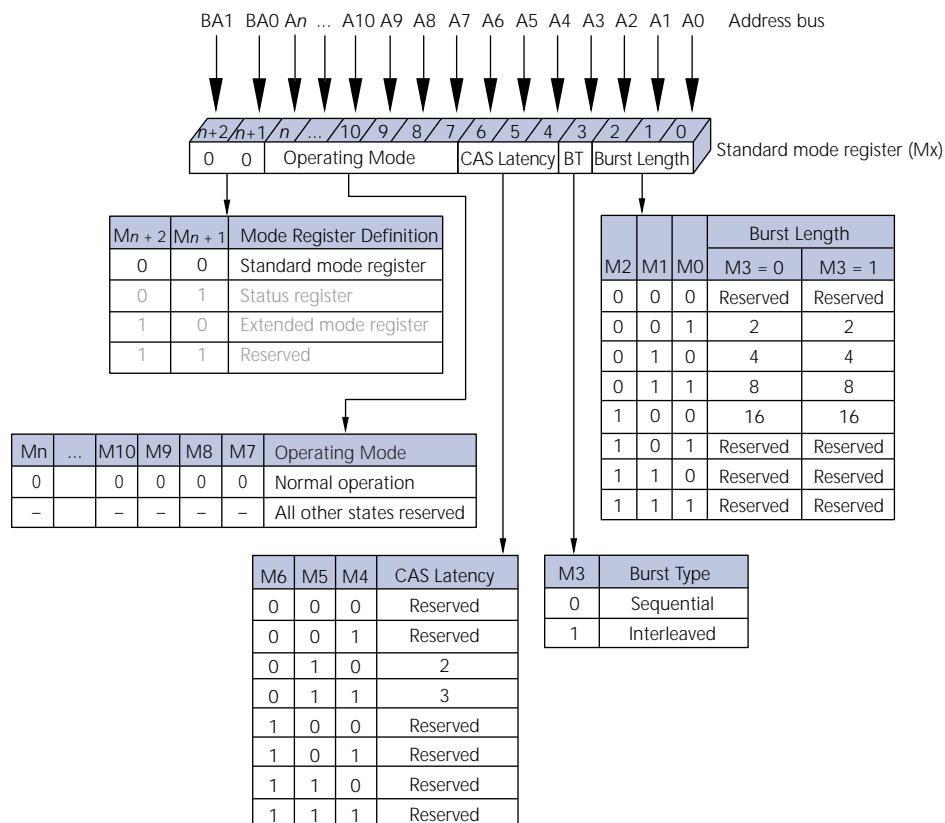 BA1 BA0 An ... A10 A9 A8 A7 A6 A5 A4 A3 A2 A1 A0 Address bus
n+2 n+1 n ... 10 9 8 7 6 5 4 3 2 1 0
0 0 Operating Mode CAS Latency BT Burst Length
Standard mode register (Mx)
Mn + 2 Mn + 1 Mode Register Definition
0 0 Standard mode register
0 1 Status register
1 0 Extended mode register
1 1 Reserved
Burst Length
M2 M1 M0 M3 = 0 M3 = 1
0 0 0 Reserved Reserved
0 0 1 2 2
0 1 0 4 4
0 1 1 8 8
1 0 0 16 16
1 0 1 Reserved Reserved
1 1 0 Reserved Reserved
1 1 1 Reserved Reserved
Mn ... M10 M9 M8 M7 Operating Mode
0 0 0 0 0 Normal operation
– – – – – – All other states reserved
M6 M5 M4 CAS Latency
0 0 0 Reserved
0 0 1 Reserved
0 1 0 2
0 1 1 3
1 0 0 Reserved
1 0 1 Reserved
1 1 0 Reserved
1 1 1 Reserved
M3 Burst Type
0 Sequential
1 Interleaved